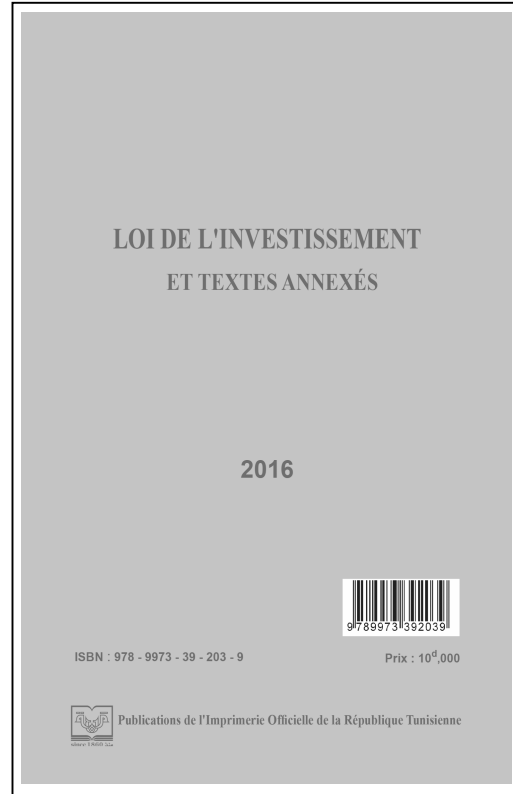 LOI DE L'INVESTISSEMENT
ET TEXTES ANNEXÉS
2016
9 789973 392039
ISBN : 978 - 9973 - 39 - 203 - 9
Prix : 10d,000
Publications de l'Imprimerie Officielle de la République Tunisienne